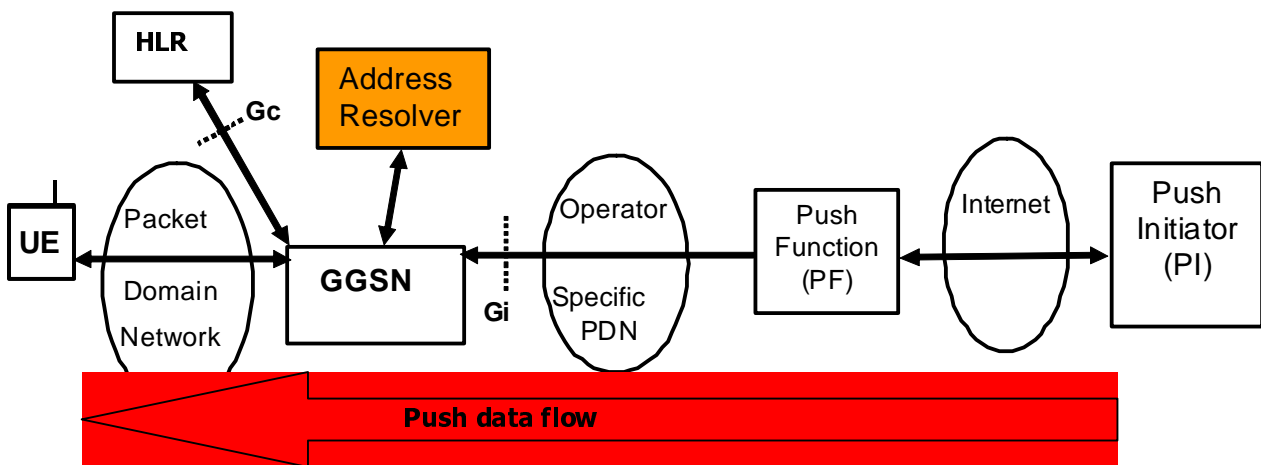 HLR
Address
Resolver
Gc
UE
Packet
Domain
Network
GGSN
Gi
Operator
Specific
PDN
Push
Function
(PF)
Internet
Push
Initiator
(PI)
Push data flow